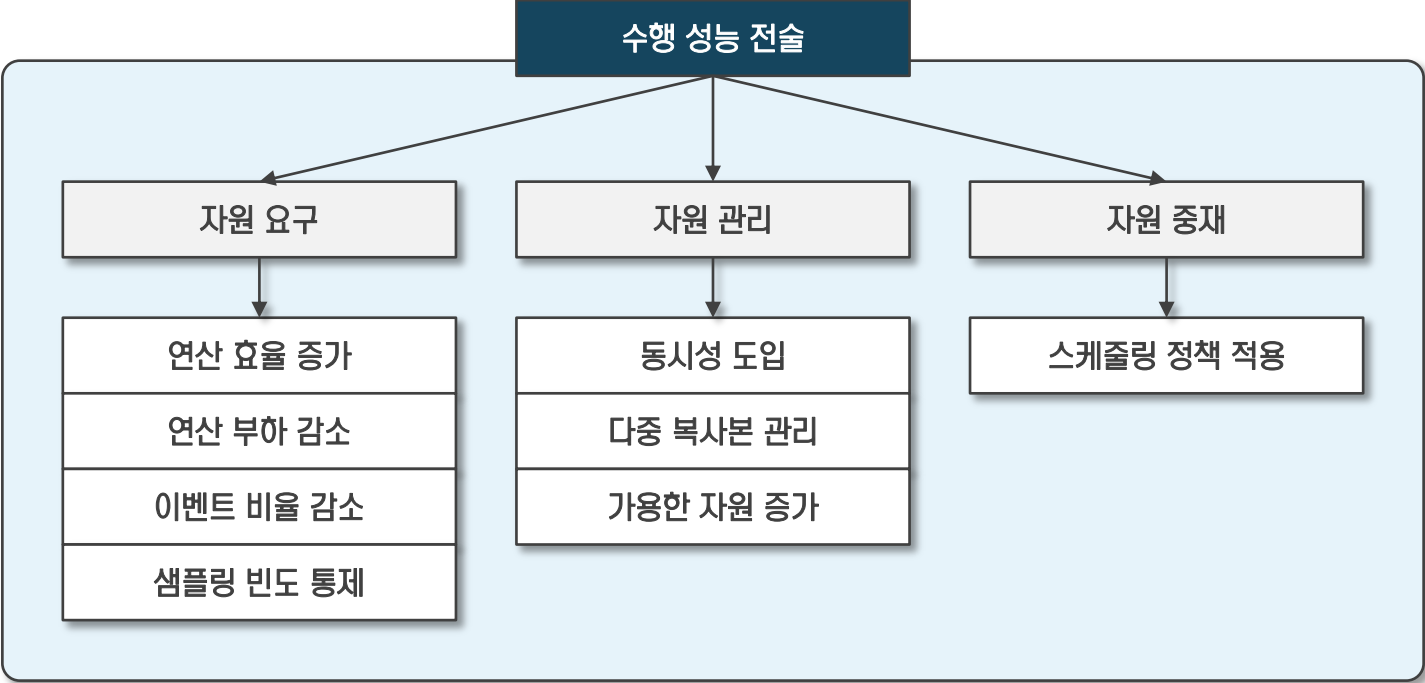 수행 성능 전술
자원 요구
자원 관리
자원 중재
연산 효율 증가
연산 부하 감소
이벤트 비율 감소
샘플링 빈도 통제
동시성 도입
다중 복사본 관리
가용한 자원 증가
스케줄링 정책 적용